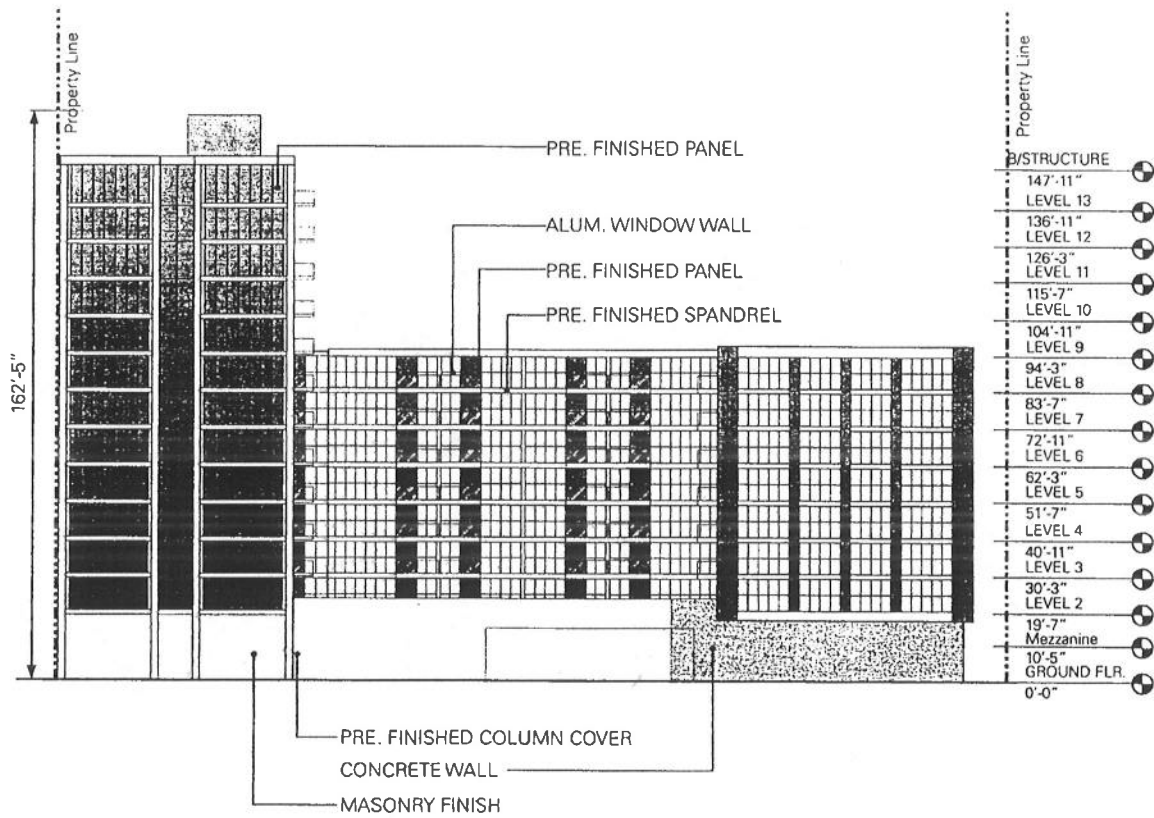 Property Line
Property Line
162'-5"
PRE. FINISHED PANEL
ALUM. WINDOW WALL
PRE. FINISHED PANEL
PRE. FINISHED SPANDREL
B/STRUCTURE
147'-11"
LEVEL 13
136'-11"
LEVEL 12
126'-3"
LEVEL 11
115'-7"
LEVEL 10
104'-11"
LEVEL 9
94'-3"
LEVEL 8
83'-7"
LEVEL 7
72'-11"
LEVEL 6
62'-3"
LEVEL 5
51'-7"
LEVEL 4
40'-11"
LEVEL 3
30'-3"
LEVEL 2
19'-7"
Mezzanine
10'-5"
GROUND FLR.
0'-0"
PRE. FINISHED COLUMN COVER
CONCRETE WALL
MASONRY FINISH